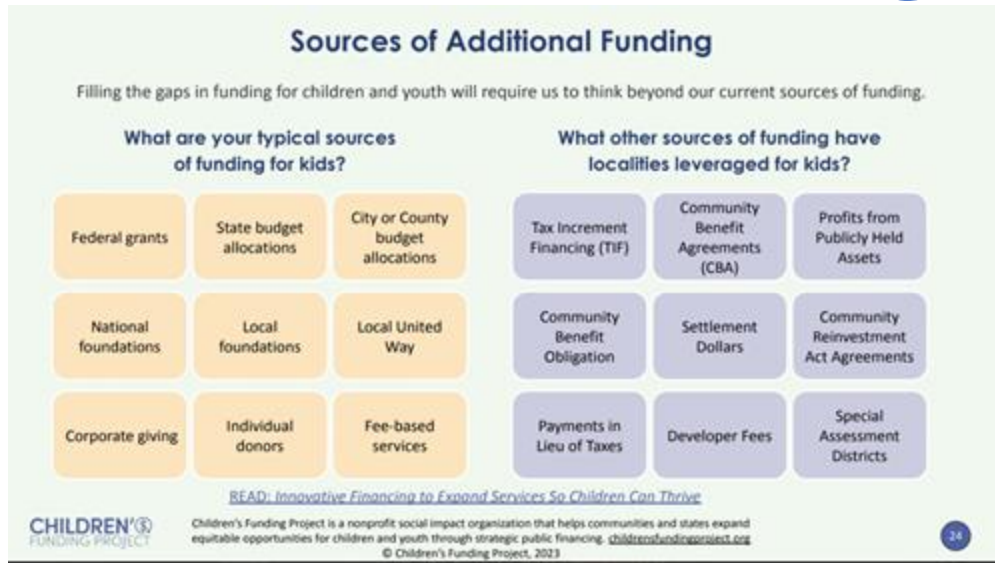 Sources of Additional Funding
Filling the gaps in funding for children and youth will require us to think beyond our current sources of funding.
What are your typical sources
of funding for kids?
Federal grants
State budget
allocations
City or County
budget
allocations
National
foundations
Local
foundations
Local United
Way
Corporate giving
Individual
donors
Fee-based
services
What other sources of funding have
localities leveraged for kids?
Tax Increment
Financing (TIF)
Community
Benefit
Agreements
(CBA)
Profits from
Publicly Held
Assets
Community
Benefit
Obligation
Settlement
Dollars
Community
Reinvestment
Act Agreements
Payments in
Lieu of Taxes
Developer Fees
Special
Assessment
Districts
READ: Innovative Financing to Expand Services So Children Can Thrive
CHILDREN'S
FUNDING PROJECT
Children's Funding Project is a nonprofit social impact organization that helps communities and states expand
equitable opportunities for children and youth through strategic public financing. childrensfundingproject.org
© Children's Funding Project, 2023
24